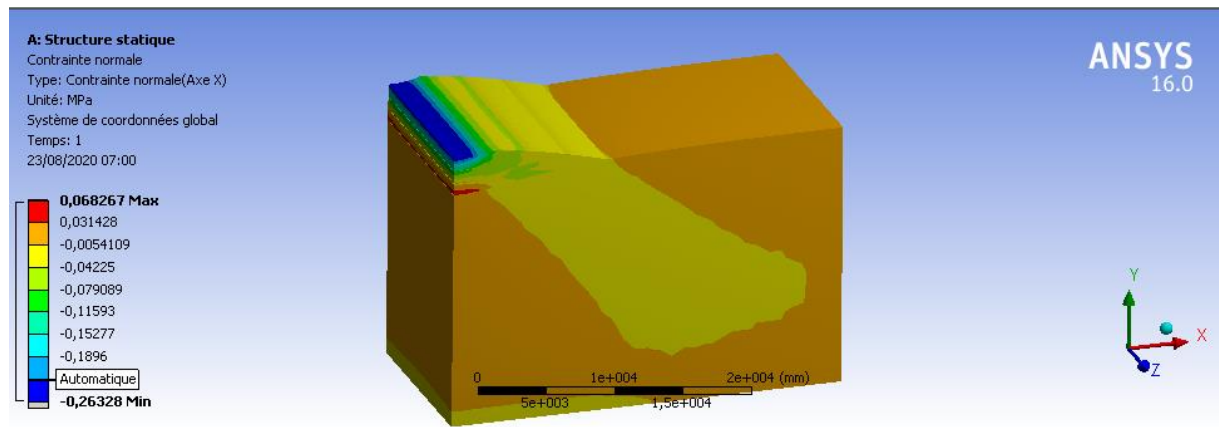 A: Structure statique
Contrainte normale
Type: Contrainte normale(Axe X)
Unité: MPa
Système de coordonnées global
Temps: 1
23/08/2020 07:00
ANSYS
16.0
0,068267 Max
0,031428
-0,0054109
-0,04225
-0,079089
-0,11593
-0,15277
-0,1896
Automatique
-0,26328 Min
0 1e+004 2e+004 (mm)
5e+003 1,5e+004
Y
X
Z